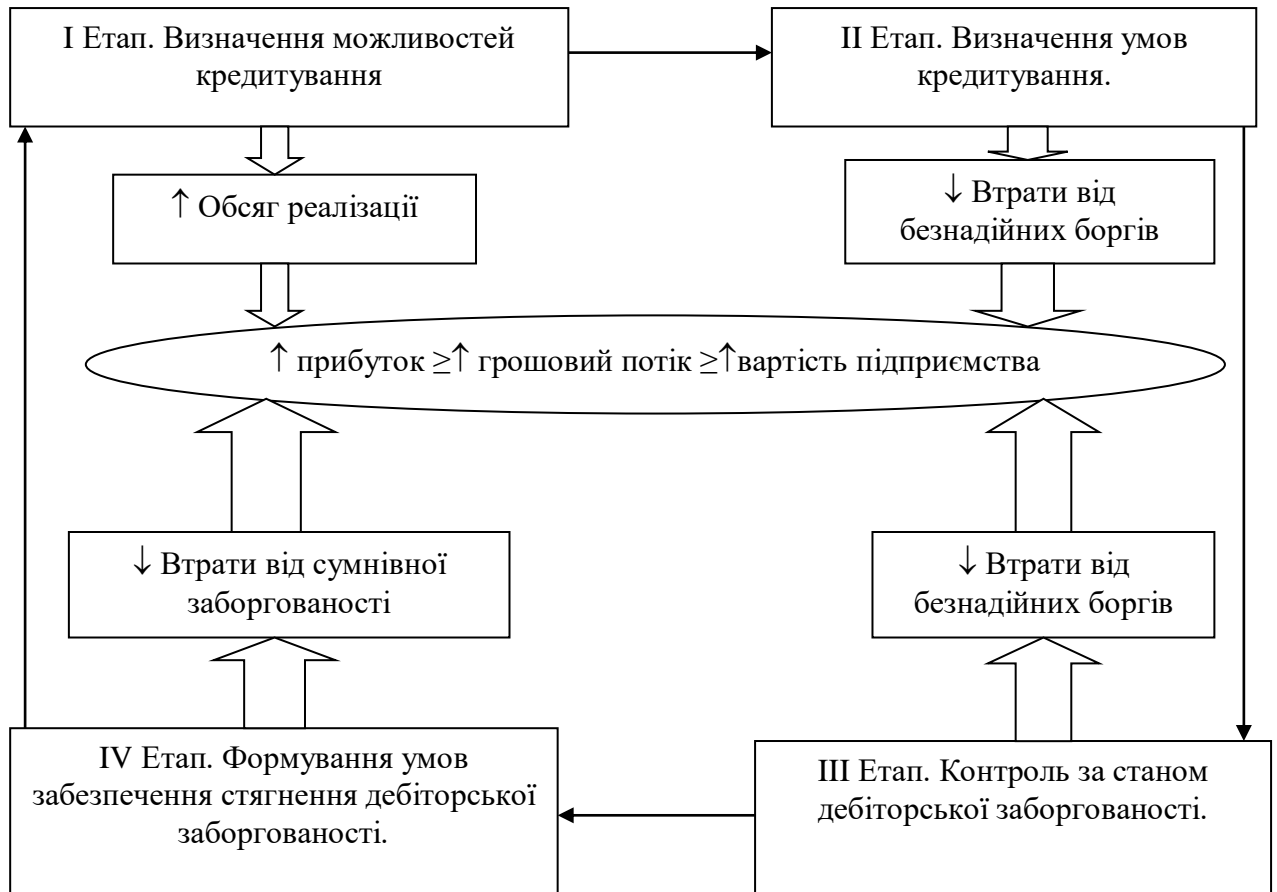 І Етап. Визначення можливостей
кредитування
ІІ Етап. Визначення умов
кредитування.
↑ Обсяг реалізації
↓ Втрати від
безнадійних боргів
↑ прибуток ≥↑ грошовий потік ≥↑вартість підприємства
↓ Втрати від сумнівної
заборгованості
↓ Втрати від
безнадійних боргів
IV Етап. Формування умов
забезпечення стягнення дебіторської
заборгованості.
ІІІ Етап. Контроль за станом
дебіторської заборгованості.